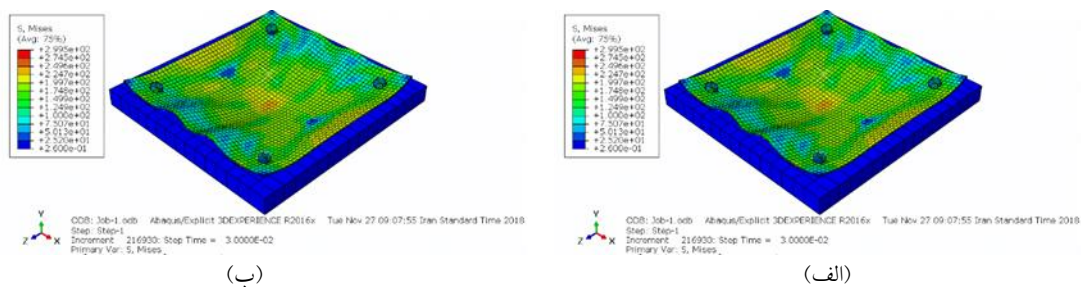 S, Mises
(Avg: 75%)
+2.995e+02
+2.745e+02
+2.496e+02
+2.247e+02
+1.997e+02
+1.748e+02
+1.499e+02
+1.249e+02
+1.000e+02
+7.507e+01
+5.013e+01
+2.520e+01
+2.600e-01
Y
Z X
ODB: Job-1.odb Abaqus/Explicit 3DEXPERIENCE R2016x Tue Nov 27 09:07:55 Iran Standard Time 2018
Step: Step-1
Increment 216930: Step Time = 3.0000E-02
Primary Var: S, Mises
(ب)
S, Mises
(Avg: 75%)
+2.995e+02
+2.745e+02
+2.496e+02
+2.247e+02
+1.997e+02
+1.748e+02
+1.499e+02
+1.249e+02
+1.000e+02
+7.507e+01
+5.013e+01
+2.520e+01
+2.600e-01
Y
Z X
ODB: Job-1.odb Abaqus/Explicit 3DEXPERIENCE R2016x Tue Nov 27 09:07:55 Iran Standard Time 2018
Step: Step-1
Increment 216930: Step Time = 3.0000E-02
Primary Var: S, Mises
(الف)